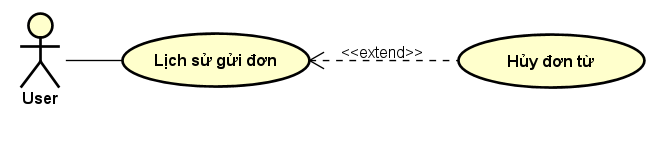 <<extend>>
Lịch sử gửi đơn
Hủy đơn từ
User